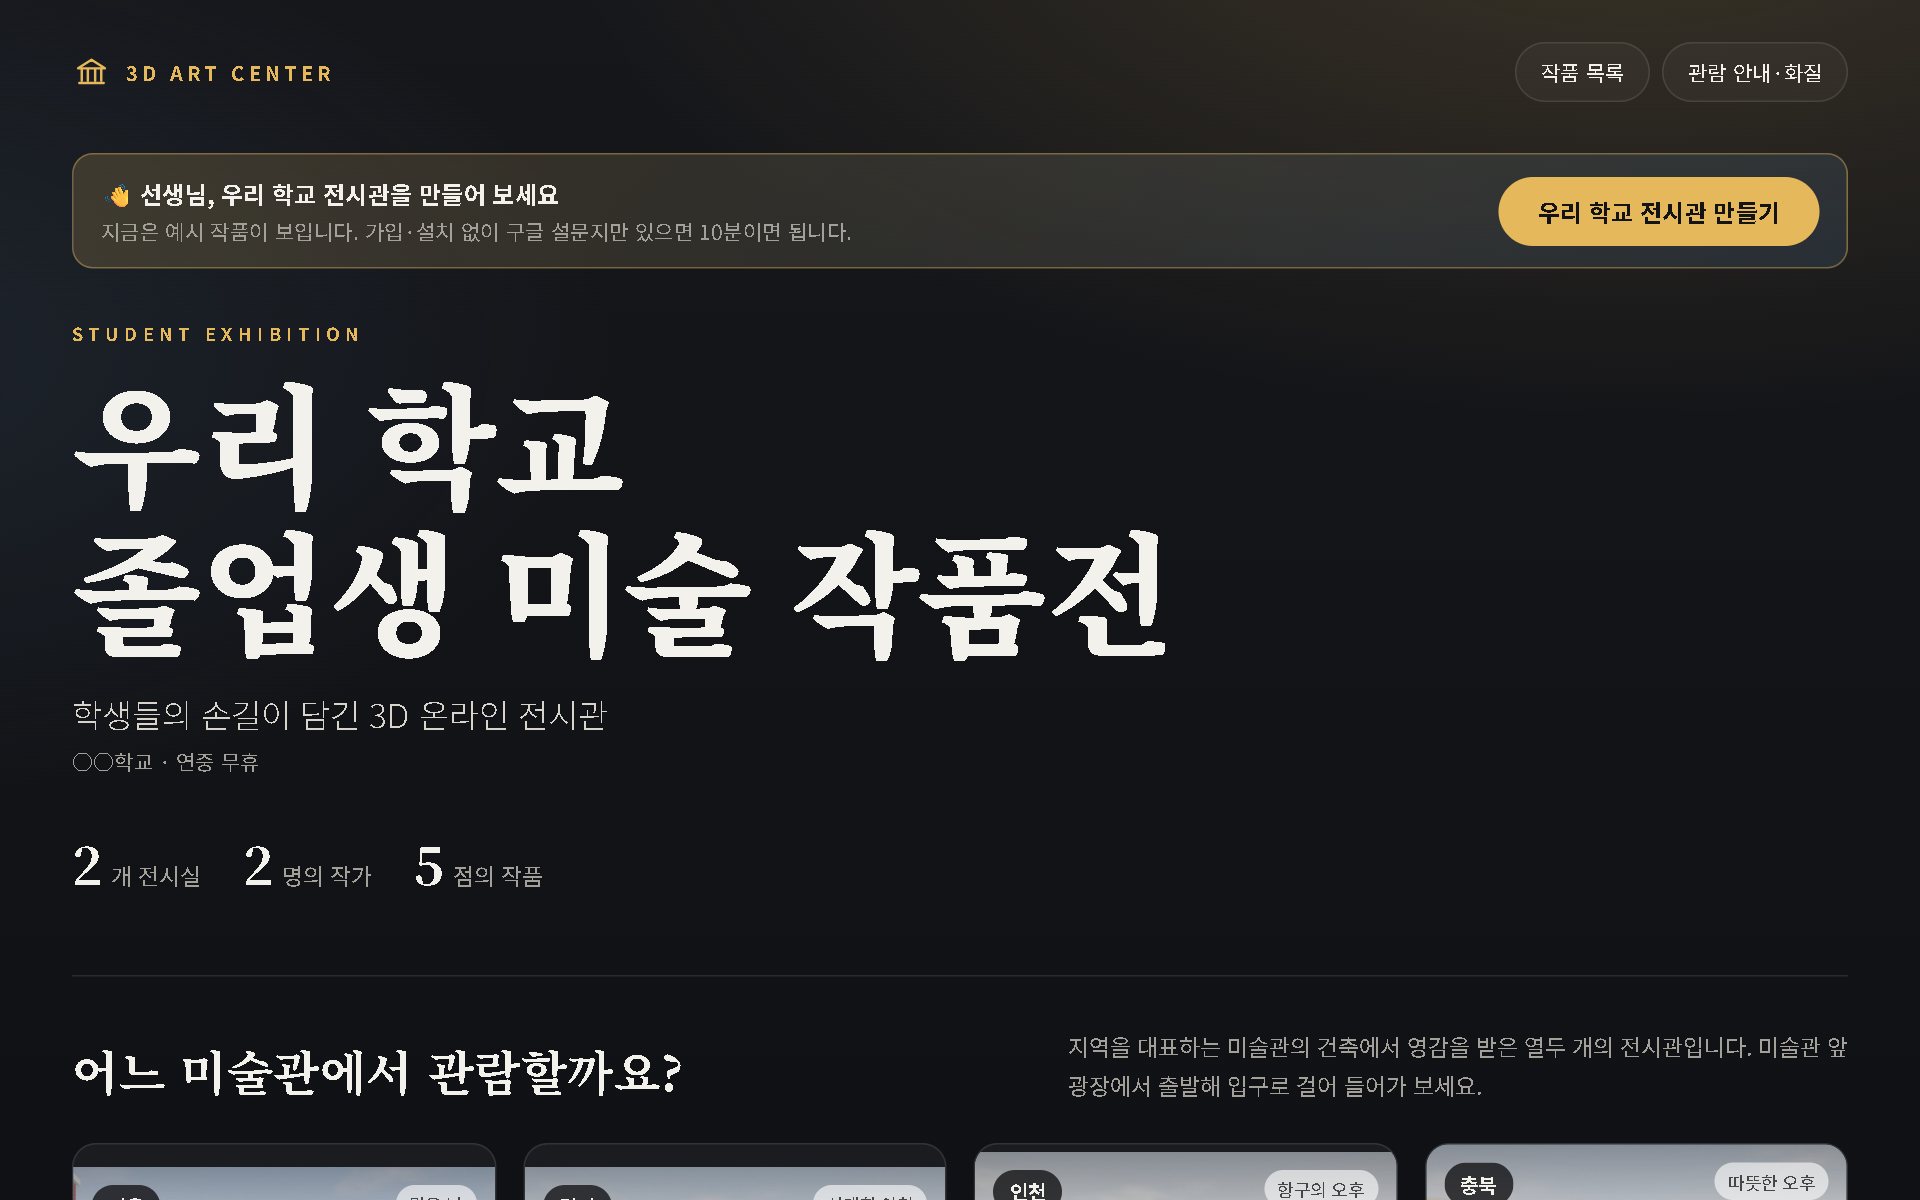 3D ART CENTER
작품 목록
관람 안내·화질
👋 선생님, 우리 학교 전시관을 만들어 보세요
지금은 예시 작품이 보입니다. 가입·설치 없이 구글 설문지만 있으면 10분이면 됩니다.
우리 학교 전시관 만들기
STUDENT EXHIBITION
우리 학교
졸업생 미술 작품전
학생들의 손길이 담긴 3D 온라인 전시관
○○학교 · 연중 무휴
2 개 전시실
2 명의 작가
5 점의 작품
어느 미술관에서 관람할까요?
지역을 대표하는 미술관의 건축에서 영감을 받은 열두 개의 전시관입니다. 미술관 앞
광장에서 출발해 입구로 걸어 들어가 보세요.
인천
항구의 오후
충북
따뜻한 오후